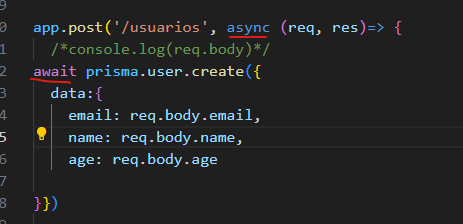 app.post('/usuarios', async (req, res)=> {
/*console.log(req.body)*/
await prisma.user.create({
data:{
email: req.body.email,
name: req.body.name,
age: req.body.age
}})